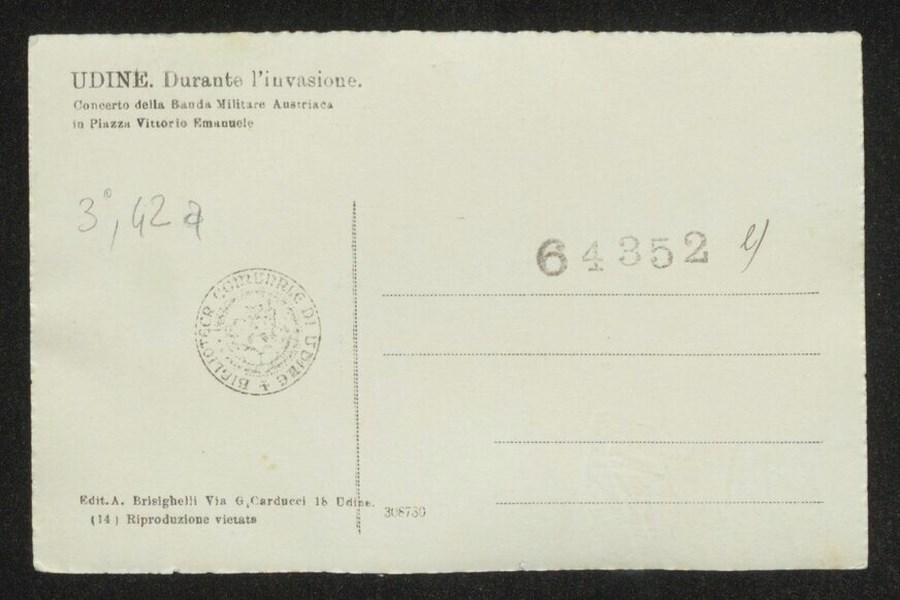 UDINE. Durante l'invasione.
Concerto della Banda Militare Austriaca
in Piazza Vittorio Emanuele
3°,42 a
64352 e)
BIBLIOTECA COMUNALE DI UDINE
Edit. A. Brisighelli Via G. Carducci 18 Udine.
(14) Riproduzione vietata
308730